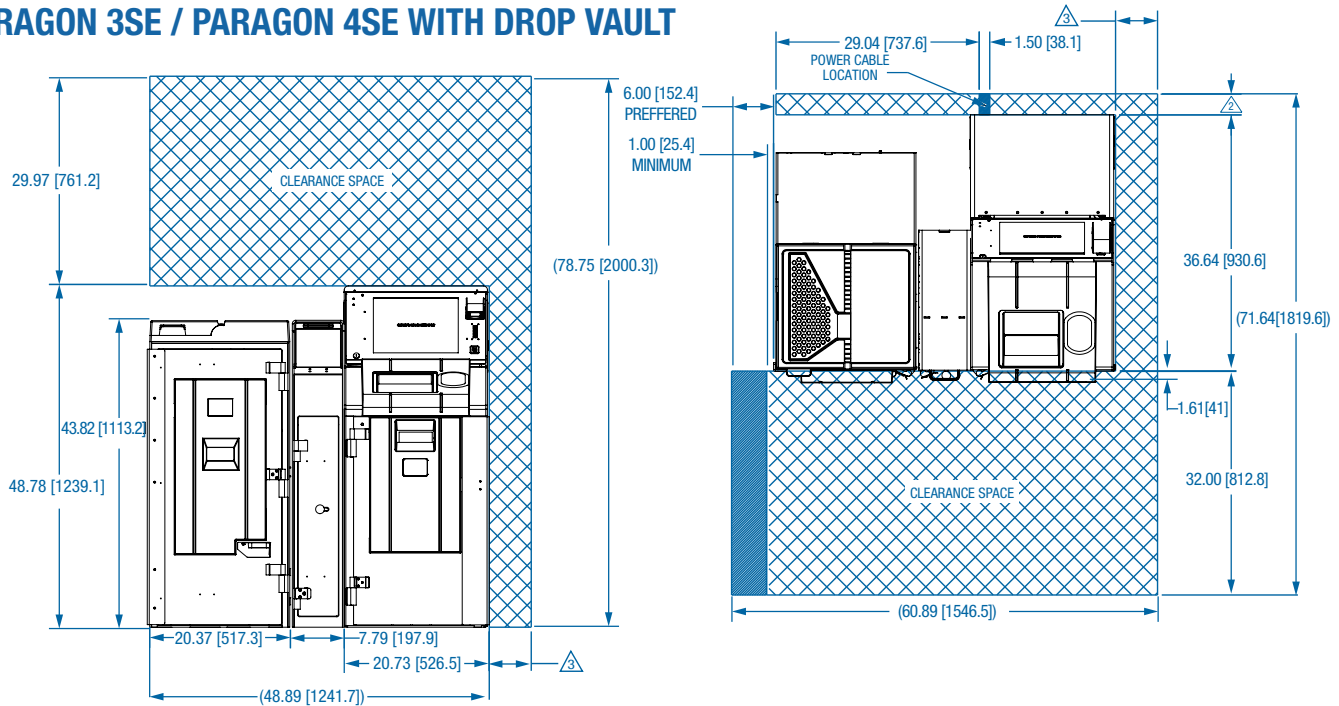 RAGON 3SE / PARAGON 4SE WITH DROP VAULT
29.97 [761.2]
CLEARANCE SPACE
(78.75 [2000.3])
43.82 [1113.2]
48.78 [1239.1]
20.37 [517.3]
7.79 [197.9]
20.73 [526.5]
3
(48.89 [1241.7])
3
29.04 [737.6]
1.50 [38.1]
POWER CABLE
LOCATION
6.00 [152.4]
PREFFERED
2
1.00 [25.4]
MINIMUM
36.64 [930.6]
(71.64[1819.6])
1.61[41]
32.00 [812.8]
CLEARANCE SPACE
(60.89 [1546.5])